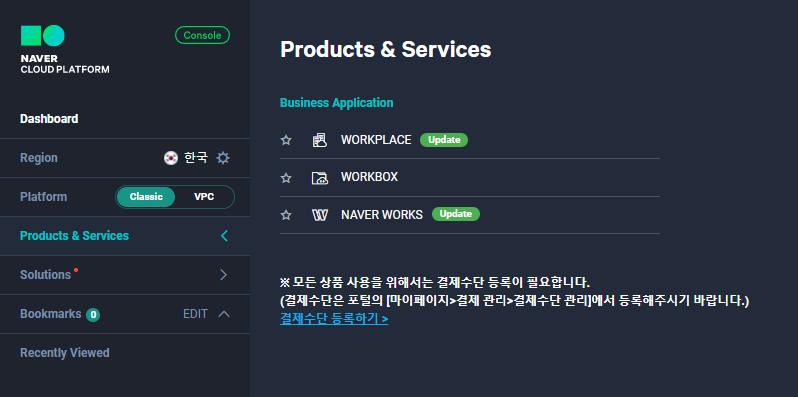 NAVER
CLOUD PLATFORM
Console
Dashboard
Region 한국
Platform Classic VPC
Products & Services
Solutions
Bookmarks 0 EDIT
Recently Viewed
Products & Services
Business Application
WORKPLACE Update
WORKBOX
NAVER WORKS Update
※ 모든 상품 사용을 위해서는 결제수단 등록이 필요합니다.
(결제수단은 포털의 [마이페이지>결제 관리>결제수단 관리]에서 등록해주시기 바랍니다.)
결제수단 등록하기 >